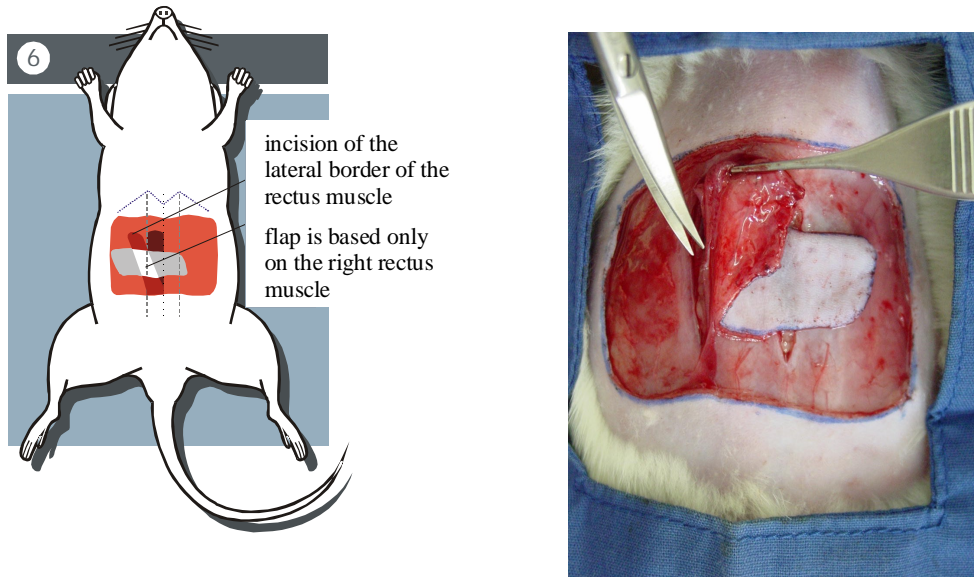 6
incision of the
lateral border of the
rectus muscle
flap is based only
on the right rectus
muscle